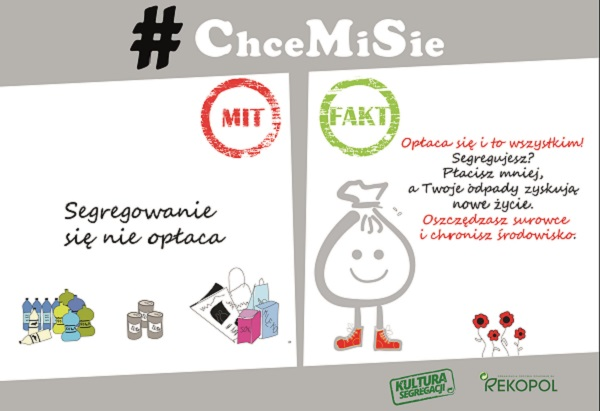 # ChceMiSie
MIT
Segregowanie
się nie opłaca
FAKT
Opłaca się i to wszystkim!
Segregujesz?
Płacisz mniej,
a Twoje odpady zyskują
nowe życie.
Oszczędzasz surowce
i chronisz środowisko.
KULTURA
SEGREGACJI
REKOPOL